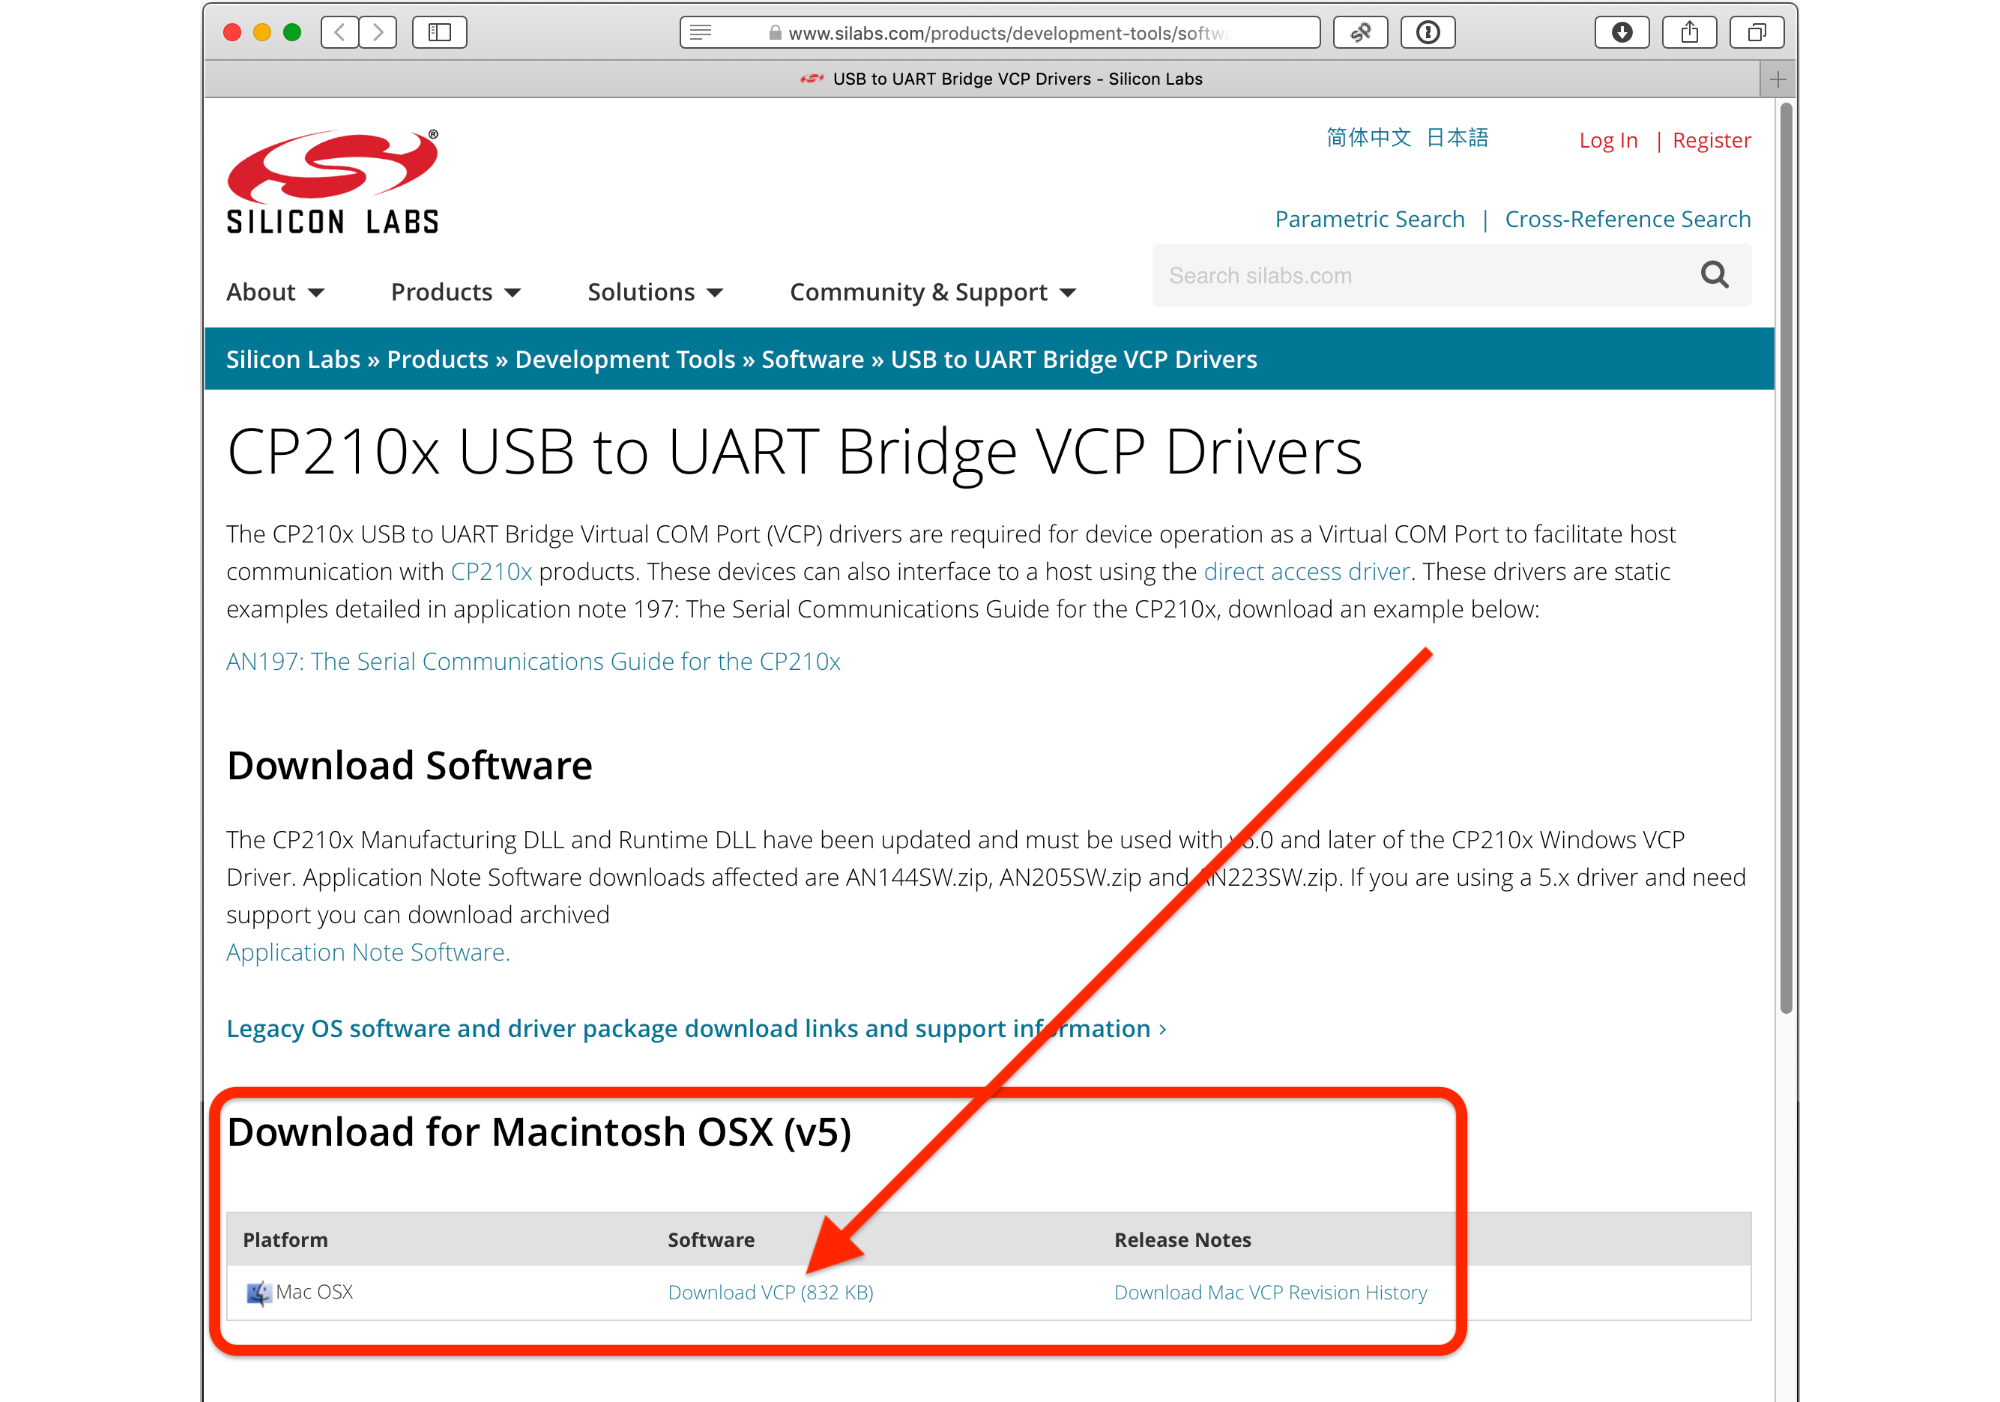 www.silabs.com/products/development-tools/softw
USB to UART Bridge VCP Drivers - Silicon Labs
SILICON LABS
®
简体中文 日本語
Log In | Register
Parametric Search | Cross-Reference Search
About Products Solutions Community & Support
Search silabs.com
Silicon Labs » Products » Development Tools » Software » USB to UART Bridge VCP Drivers
CP210x USB to UART Bridge VCP Drivers
The CP210x USB to UART Bridge Virtual COM Port (VCP) drivers are required for device operation as a Virtual COM Port to facilitate host
communication with CP210x products. These devices can also interface to a host using the direct access driver. These drivers are static
examples detailed in application note 197: The Serial Communications Guide for the CP210x, download an example below:
AN197: The Serial Communications Guide for the CP210x
Download Software
The CP210x Manufacturing DLL and Runtime DLL have been updated and must be used with v6.0 and later of the CP210x Windows VCP
Driver. Application Note Software downloads affected are AN144SW.zip, AN205SW.zip and AN223SW.zip. If you are using a 5.x driver and need
support you can download archived
Application Note Software.
Legacy OS software and driver package download links and support information ›
Download for Macintosh OSX (v5)
Platform Software Release Notes
Mac OSX Download VCP (832 KB) Download Mac VCP Revision History